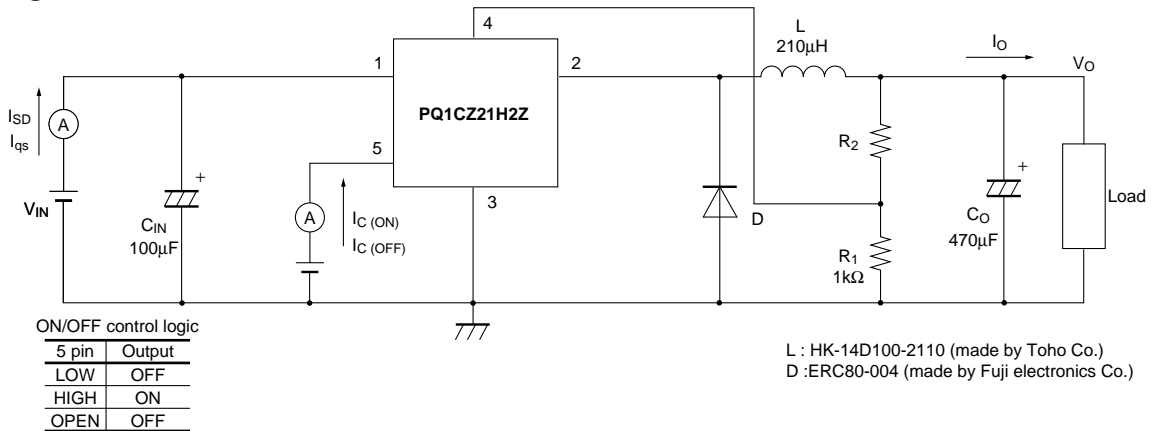 4
L
210µH
IO
VO
1
2
PQ1CZ21H2Z
ISD
A
Iqs
R2
5
+
+
Load
VIN
3
A
IC (ON)
IC (OFF)
D
CIN
100µF
CO
470µF
R1
1kΩ
ON/OFF control logic
5 pin Output
LOW OFF
HIGH ON
OPEN OFF
L : HK-14D100-2110 (made by Toho Co.)
D :ERC80-004 (made by Fuji electronics Co.)